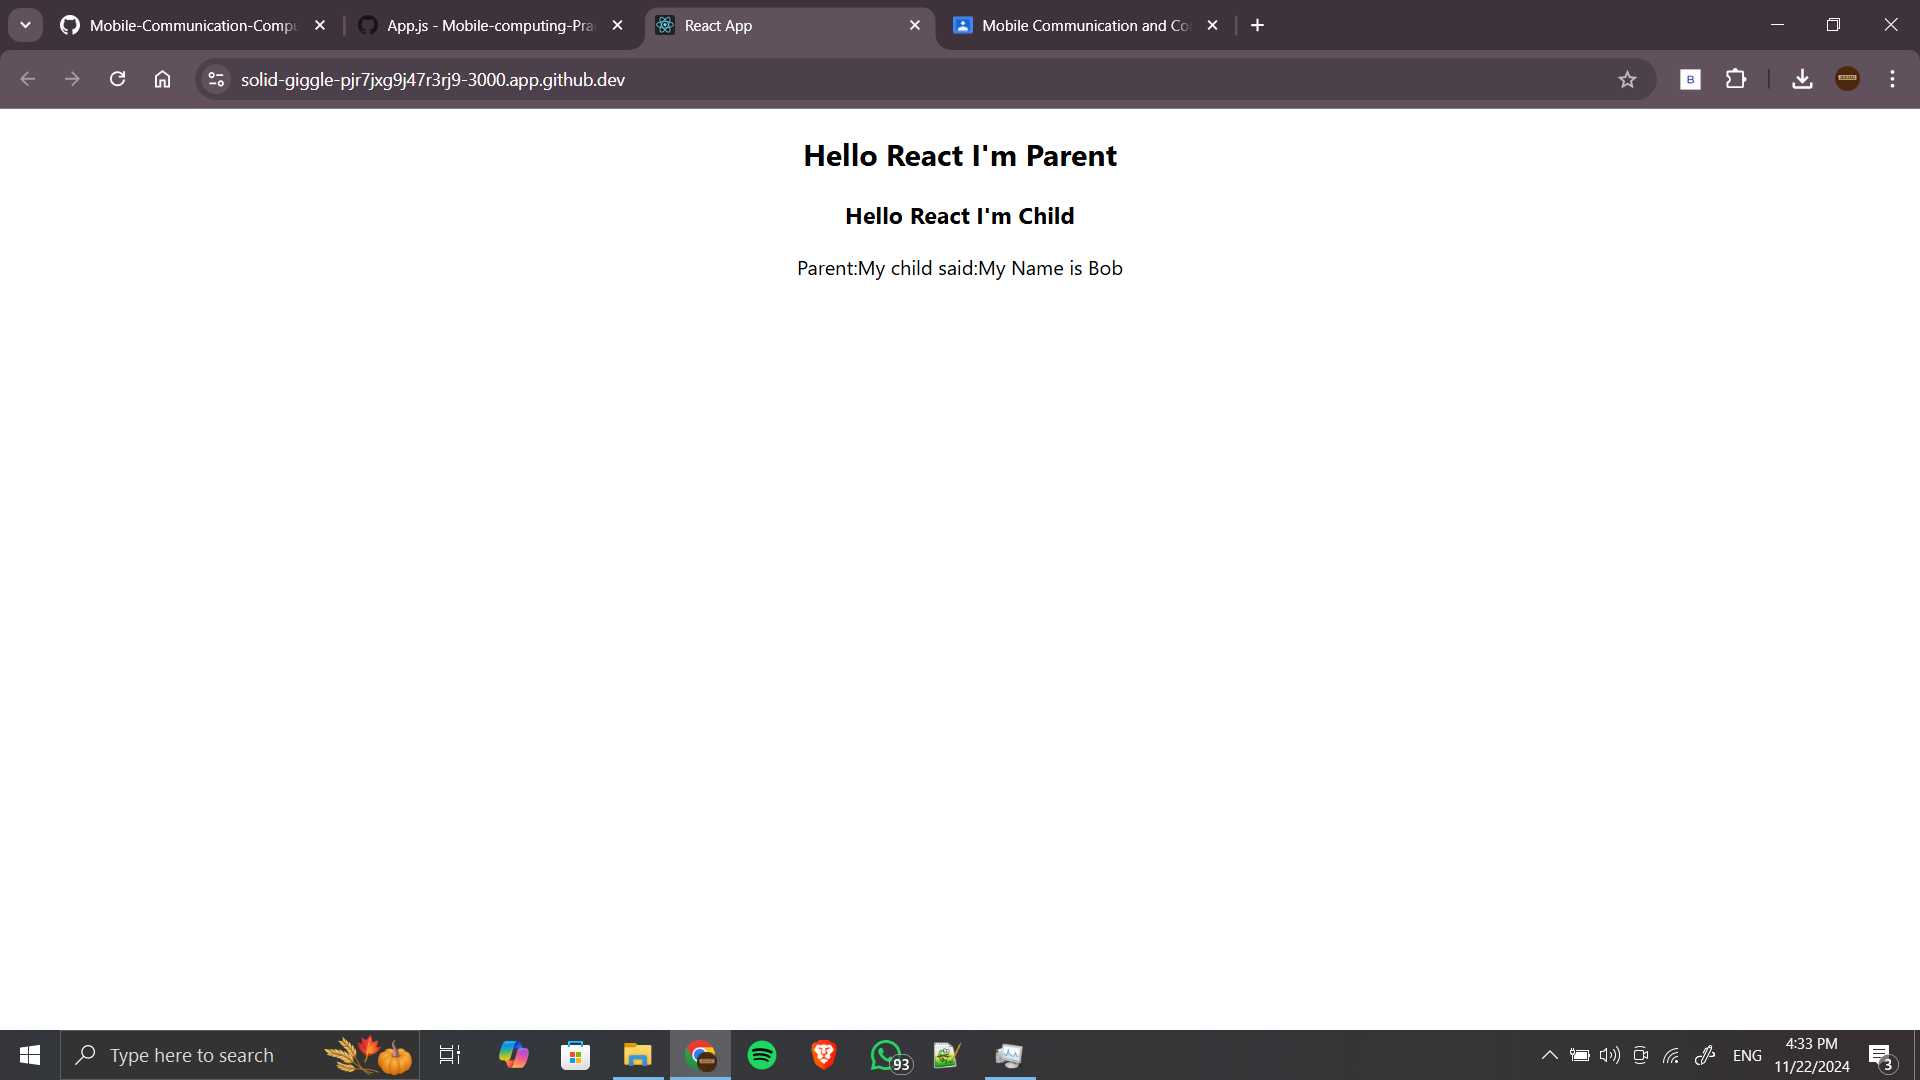 Mobile-Communication-Compu
App.js - Mobile-computing-Pra
React App
Mobile Communication and Co
solid-giggle-pjr7jxg9j47r3rj9-3000.app.github.dev
B
Hello React I'm Parent
Hello React I'm Child
Parent:My child said:My Name is Bob
Type here to search
93
ENG
4:33 PM
11/22/2024
3